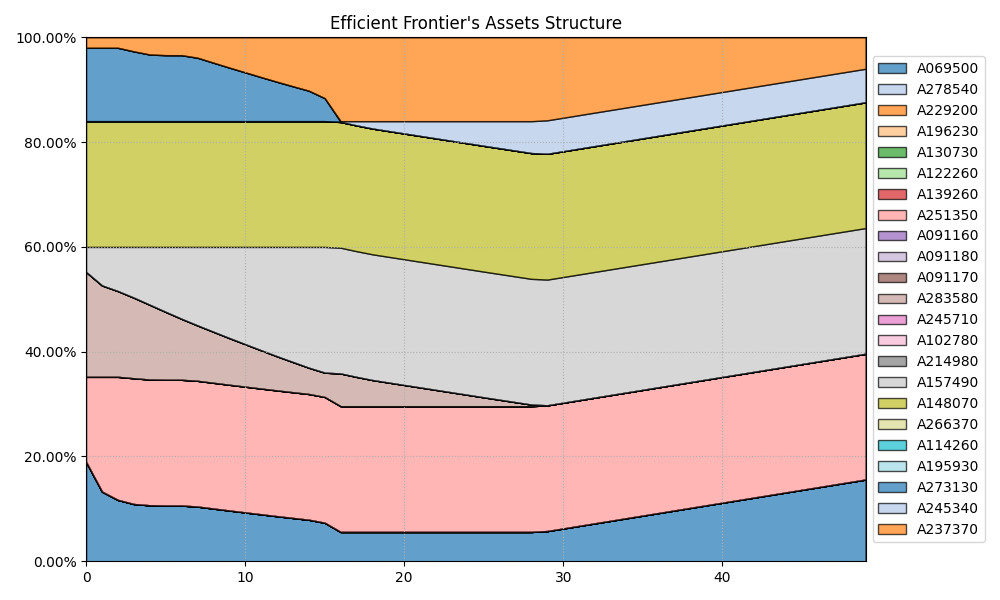 Efficient Frontier's Assets Structure
100.00%
80.00%
60.00%
40.00%
20.00%
0.00%
0
10
20
30
40
A069500
A278540
A229200
A196230
A130730
A122260
A139260
A251350
A091160
A091180
A091170
A283580
A245710
A102780
A214980
A157490
A148070
A266370
A114260
A195930
A273130
A245340
A237370